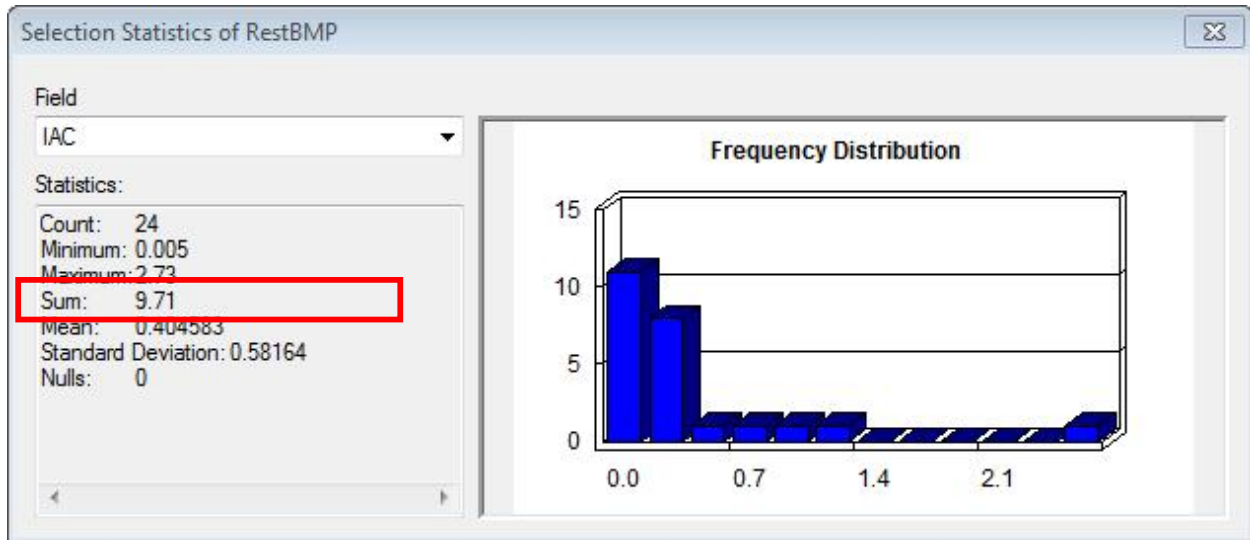 Selection Statistics of RestBMP
Field
IAC
Statistics:
Count: 24
Minimum: 0.005
Maximum: 2.73
Sum: 9.71
Mean: 0.404583
Standard Deviation: 0.58164
Nulls: 0
Frequency Distribution
15
10
5
0
0.0 0.7 1.4 2.1